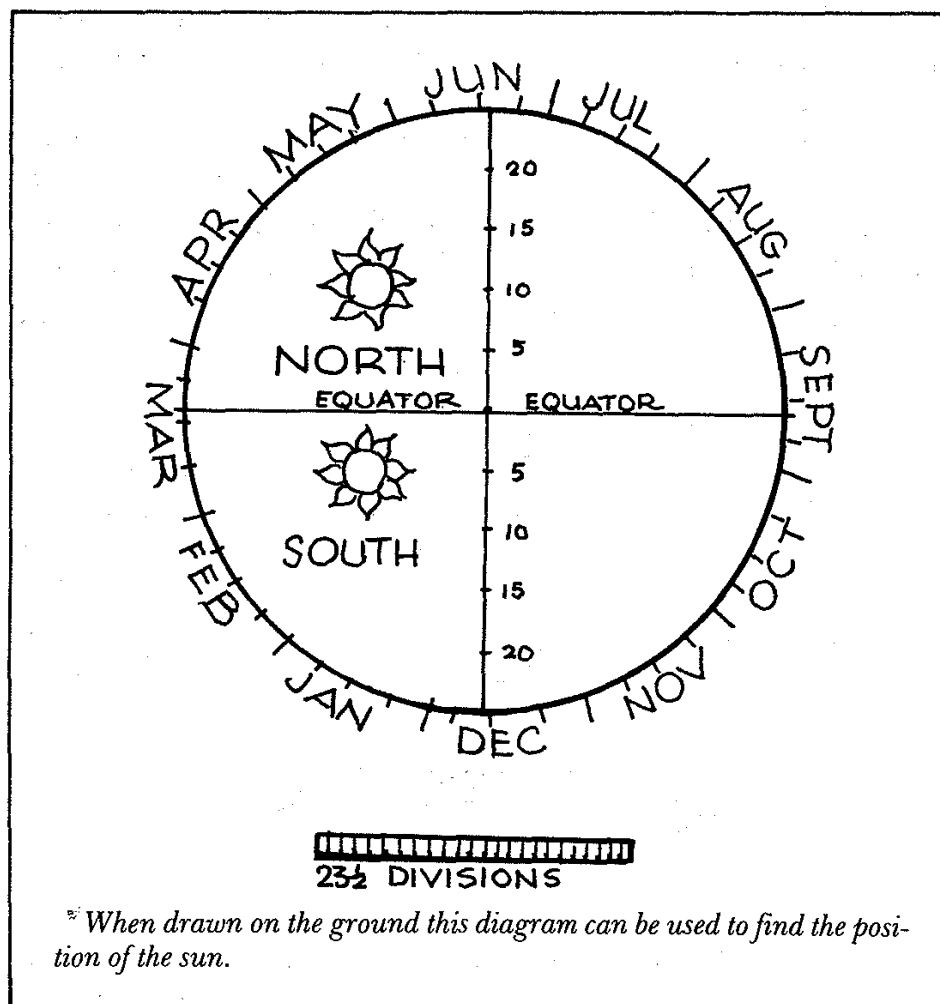 JUN
JUL
MAY
AUG
APR
20
15
10
5
NORTH
SEPT
EQUATOR EQUATOR
MAR
5
SOUTH
10
OCT
FEB
15
20
NOV
JAN
DEC
23½ DIVISIONS
When drawn on the ground this diagram can be used to find the posi-
tion of the sun.